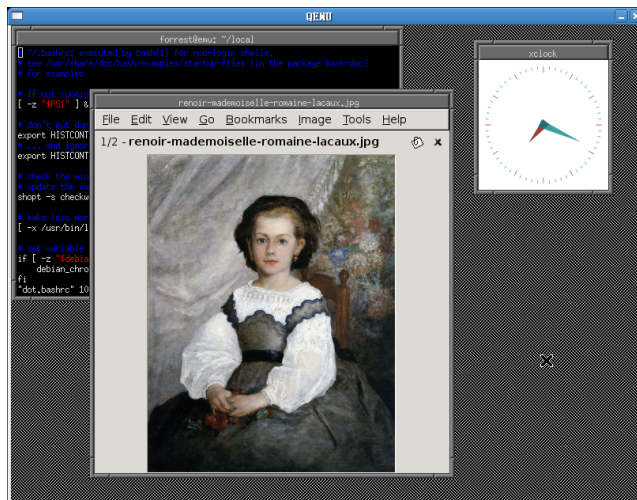 QEMU
forrest@emu: ~/local
# ~/.bashrc: executed by bash(1) for non-login shells.
# see /usr/share/doc/bash/examples/startup-files (in the package bash-doc)
# for examples
# If not runnin
[ -z "$PS1" ] &
# don't put dup
export HISTCONT
# ... and ignor
export HISTCONT
# check the win
# update the va
shopt -s checkw
# make less mor
[ -x /usr/bin/l
# set variable
if [ -z "$debia
debian_chro
fi
"dot.bashrc" 10
renoir-mademoiselle-romaine-lacaux.jpg
File Edit View Go Bookmarks Image Tools Help
1/2 - renoir-mademoiselle-romaine-lacaux.jpg
xclock